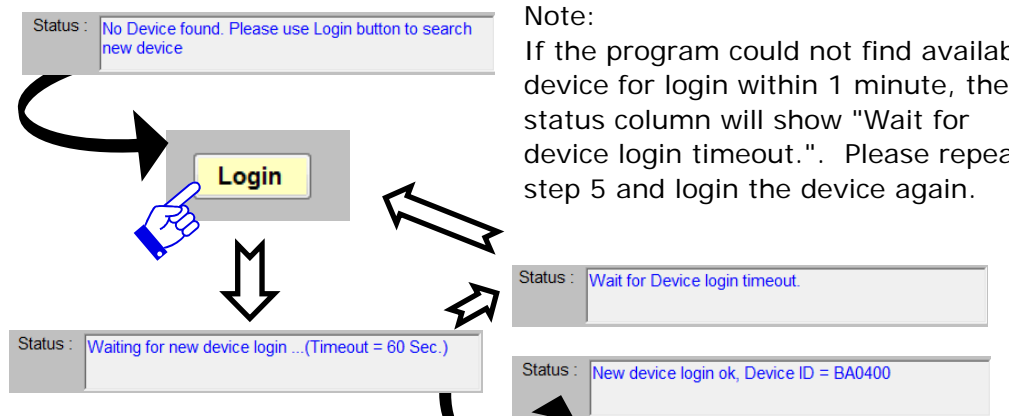 Status : No Device found. Please use Login button to search
new device
Note:
If the program could not find availab
device for login within 1 minute, the
status column will show "Wait for
device login timeout.". Please repea
step 5 and login the device again.
Login
Status : Wait for Device login timeout.
Status : Waiting for new device login ...(Timeout = 60 Sec.)
Status : New device login ok, Device ID = BA0400